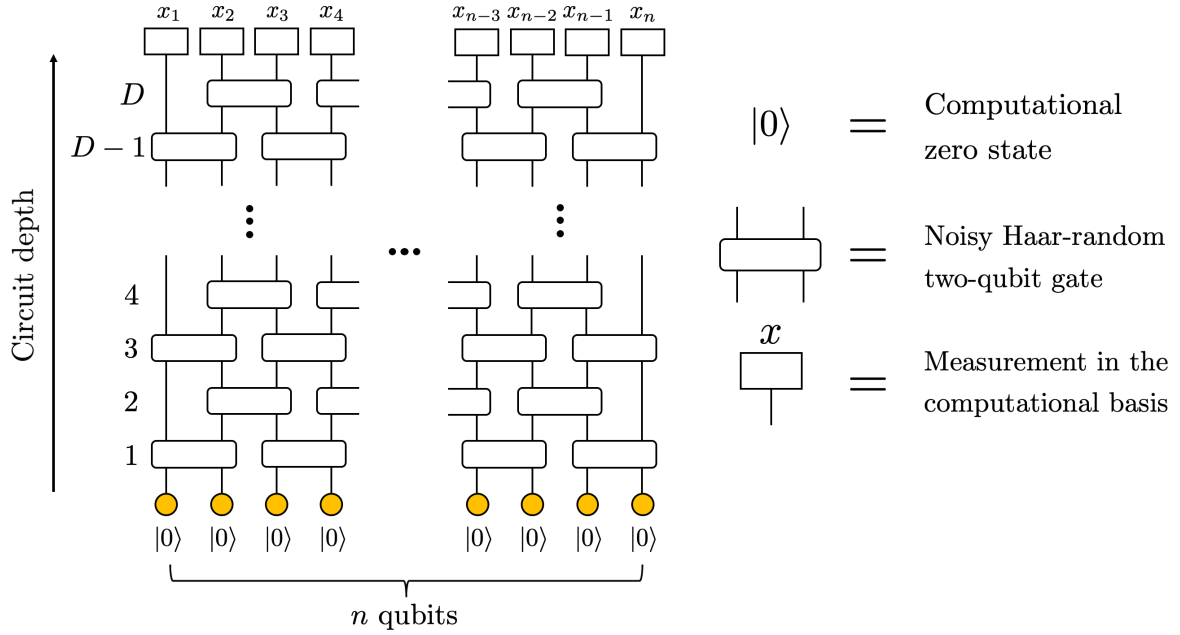 x₁ x₂ x₃ x₄ xₙ₋₃ xₙ₋₂ xₙ₋₁ xₙ
D
D − 1
4
3
2
1
Circuit depth
|0⟩ |0⟩ |0⟩ |0⟩ |0⟩ |0⟩ |0⟩ |0⟩
n qubits
|0⟩ = Computational
zero state
= Noisy Haar-random
two-qubit gate
x
= Measurement in the
computational basis